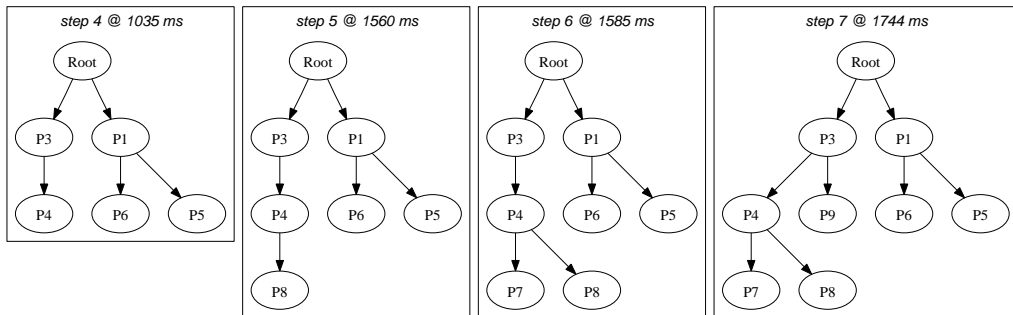 step 4 @ 1035 ms
Root
P3 P1
P4 P6 P5
step 5 @ 1560 ms
Root
P3 P1
P4 P6 P5
P8
step 6 @ 1585 ms
Root
P3 P1
P4 P6 P5
P7 P8
step 7 @ 1744 ms
Root
P3 P1
P4 P9 P6 P5
P7 P8